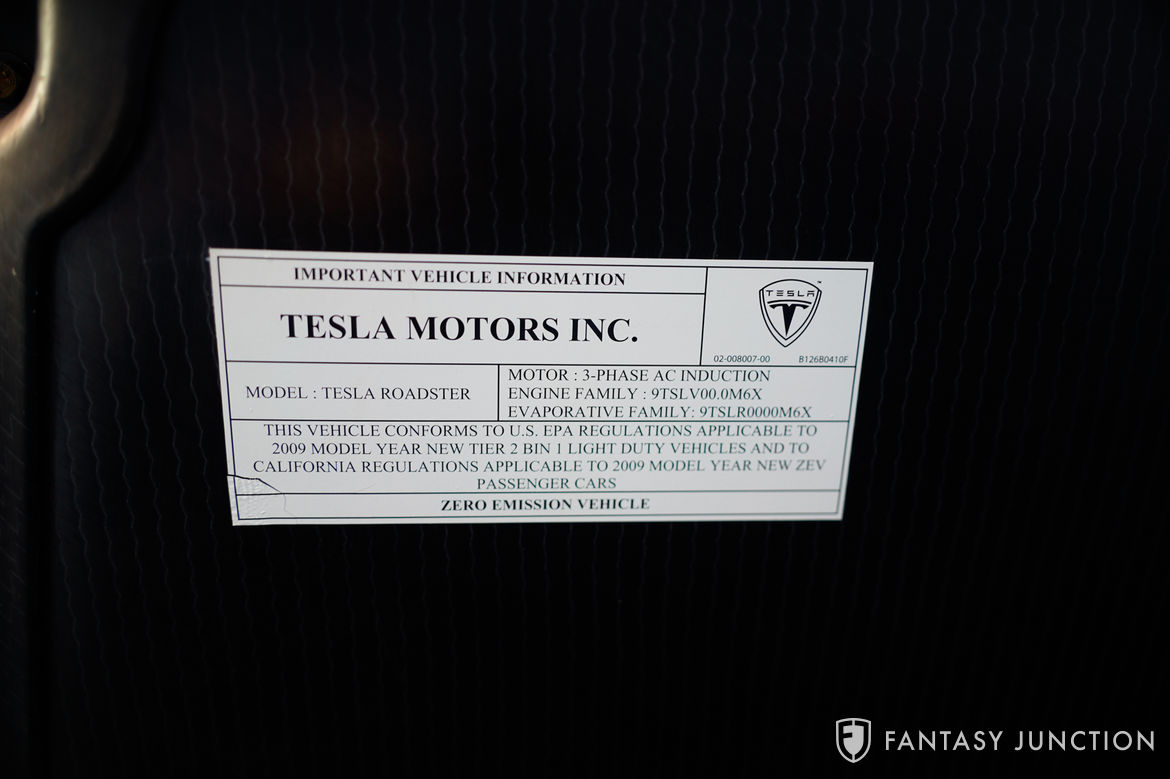 IMPORTANT VEHICLE INFORMATION
TESLA MOTORS INC.
TESLA ™
02-008007-00 B126B0410F
MODEL : TESLA ROADSTER
MOTOR : 3-PHASE AC INDUCTION
ENGINE FAMILY : 9TSLV00.0M6X
EVAPORATIVE FAMILY: 9TSLR0000M6X
THIS VEHICLE CONFORMS TO U.S. EPA REGULATIONS APPLICABLE TO
2009 MODEL YEAR NEW TIER 2 BIN 1 LIGHT DUTY VEHICLES AND TO
CALIFORNIA REGULATIONS APPLICABLE TO 2009 MODEL YEAR NEW ZEV
PASSENGER CARS
ZERO EMISSION VEHICLE
FANTASY JUNCTION